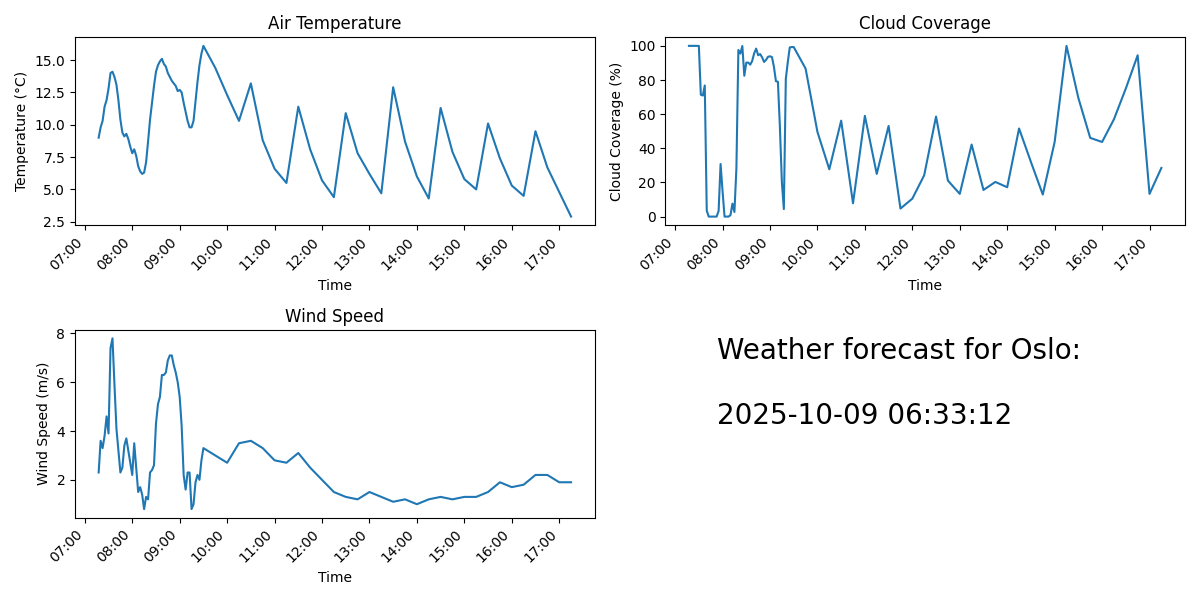 Air Temperature
Temperature (°C)
15.0
12.5
10.0
7.5
5.0
2.5
07:00 08:00 09:00 10:00 11:00 12:00 13:00 14:00 15:00 16:00 17:00
Time
Cloud Coverage
Cloud Coverage (%)
100
80
60
40
20
0
07:00 08:00 09:00 10:00 11:00 12:00 13:00 14:00 15:00 16:00 17:00
Time
Wind Speed
Wind Speed (m/s)
8
6
4
2
07:00 08:00 09:00 10:00 11:00 12:00 13:00 14:00 15:00 16:00 17:00
Time
Weather forecast for Oslo:
2025-10-09 06:33:12